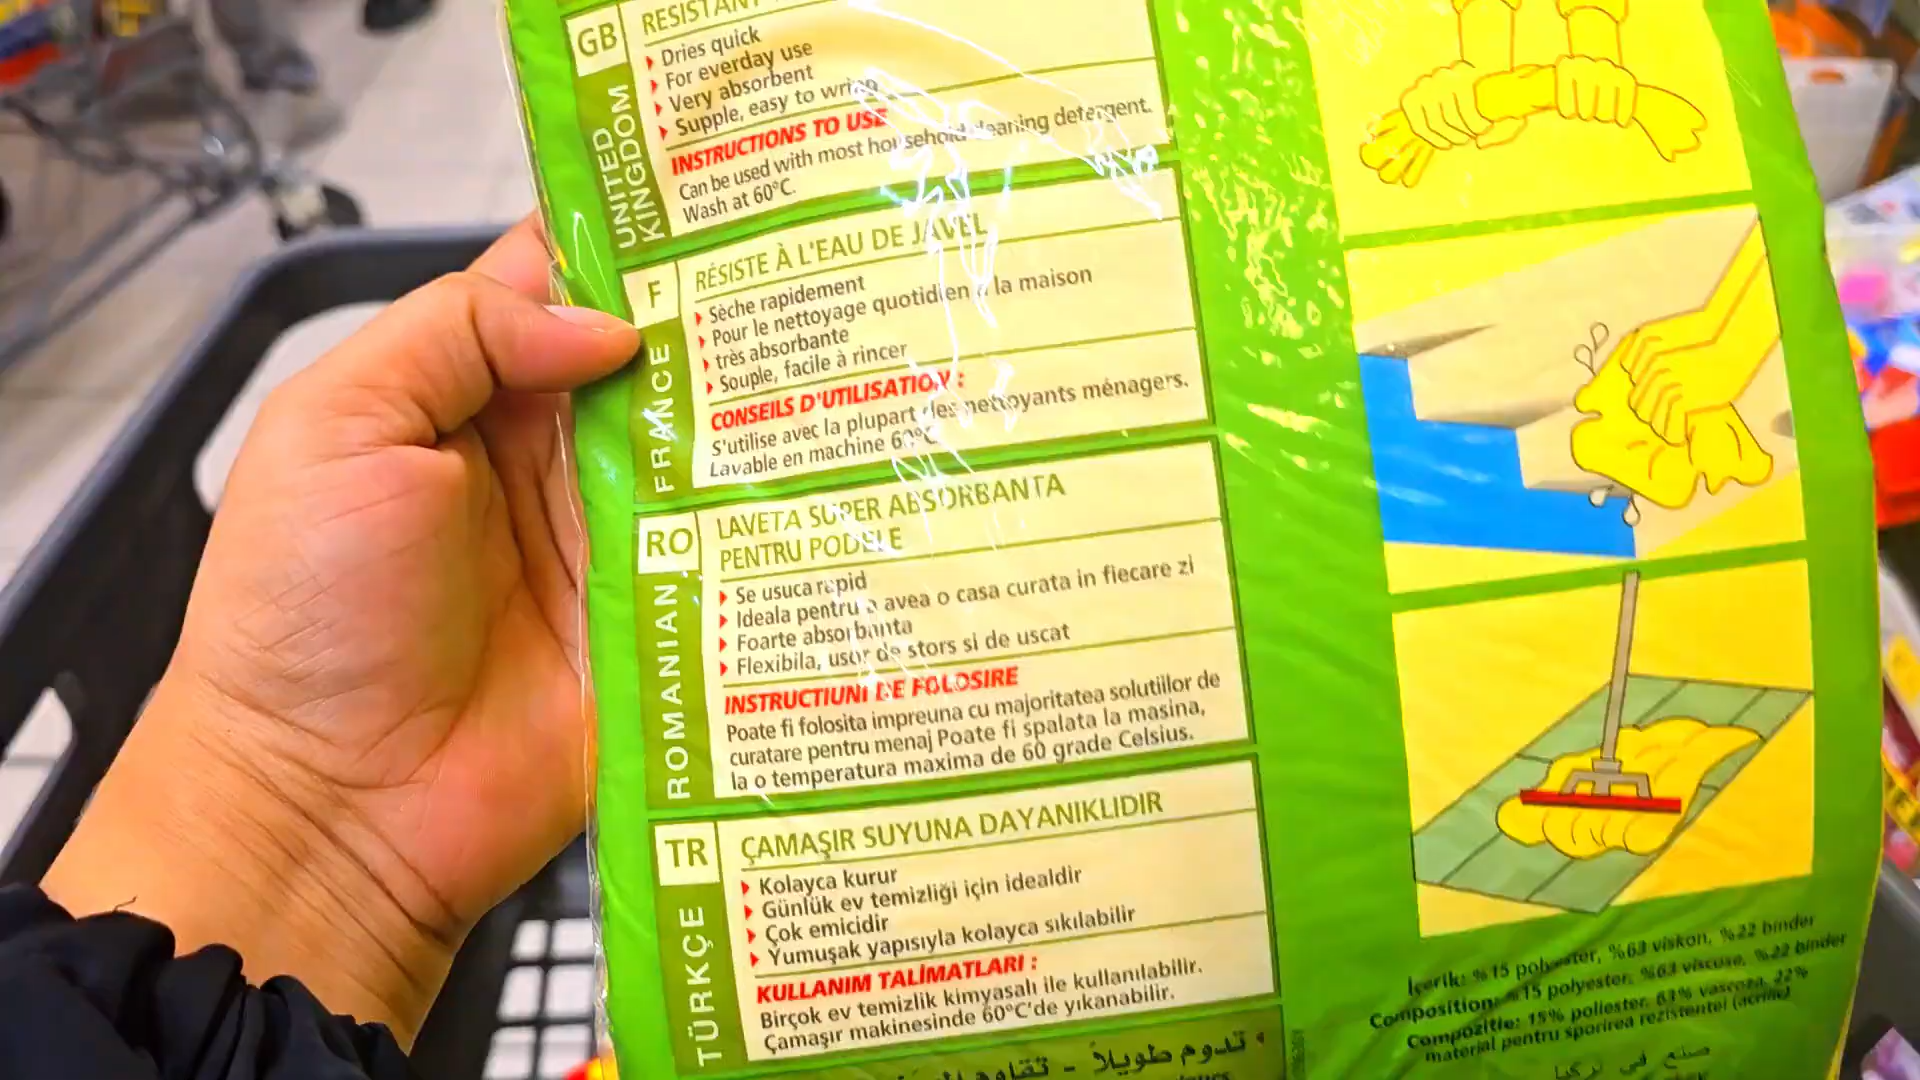 GB
UNITED KINGDOM
RESISTANT
Dries quick
For everday use
Very absorbent
Supple, easy to wring
INSTRUCTIONS TO USE
Can be used with most household cleaning detergent.
Wash at 60°C.
F
FRANCE
RÉSISTE À L'EAU DE JAVEL
Sèche rapidement
Pour le nettoyage quotidien à la maison
très absorbante
Souple, facile à rincer
CONSEILS D'UTILISATION :
S'utilise avec la plupart des nettoyants ménagers.
Lavable en machine 60°C
RO
ROMANIAN
LAVETA SUPER ABSORBANTA
PENTRU PODELE
Se usuca rapid
Ideala pentru a avea o casa curata in fiecare zi
Foarte absorbanta
Flexibila, usor de stors si de uscat
INSTRUCTIUNI DE FOLOSIRE
Poate fi folosita impreuna cu majoritatea solutiilor de
curatare pentru menaj Poate fi spalata la masina,
la o temperatura maxima de 60 grade Celsius.
TR
TÜRKÇE
ÇAMAŞIR SUYUNA DAYANIKLIDIR
Kolayca kurur
Günlük ev temizliği için idealdir
Çok emicidir
Yumuşak yapısıyla kolayca sıkılabilir
KULLANIM TALİMATLARI :
Birçok ev temizlik kimyasalı ile kullanılabilir.
Çamaşır makinesinde 60°C'de yıkanabilir.
تدوم طويلاً -
İçerik: %15 polyester, %63 viskon, %22 binder
Composition: %15 polyester, %63 viscose, %22 binder
Compozitie: 15% poliester, 63% vascoza, 22%
material pentru sporirea rezistentei (acrilic)
صنع في تركيا